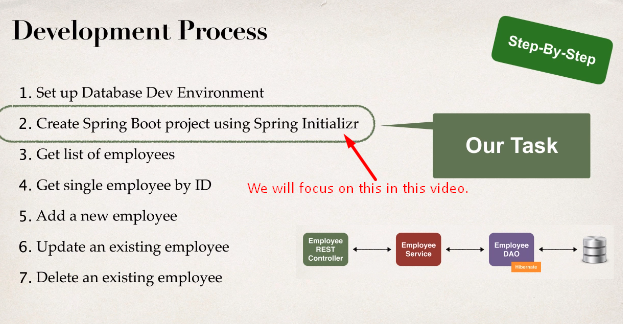 Development Process
Step-By-Step
1. Set up Database Dev Environment
2. Create Spring Boot project using Spring Initializr
3. Get list of employees
4. Get single employee by ID
5. Add a new employee
6. Update an existing employee
7. Delete an existing employee
Our Task
We will focus on this in this video.
Employee
REST
Controller
Employee
Service
Employee
DAO
Hibernate